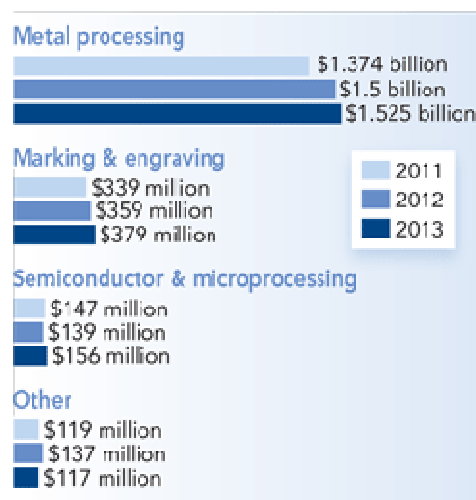 Metal processing
$1.374 billion
$1.5 billion
$1.525 billion
Marking & engraving
$339 million
$359 million
$379 million
2011
2012
2013
Semiconductor & microprocessing
$147 million
$139 million
$156 million
Other
$119 million
$137 million
$117 million